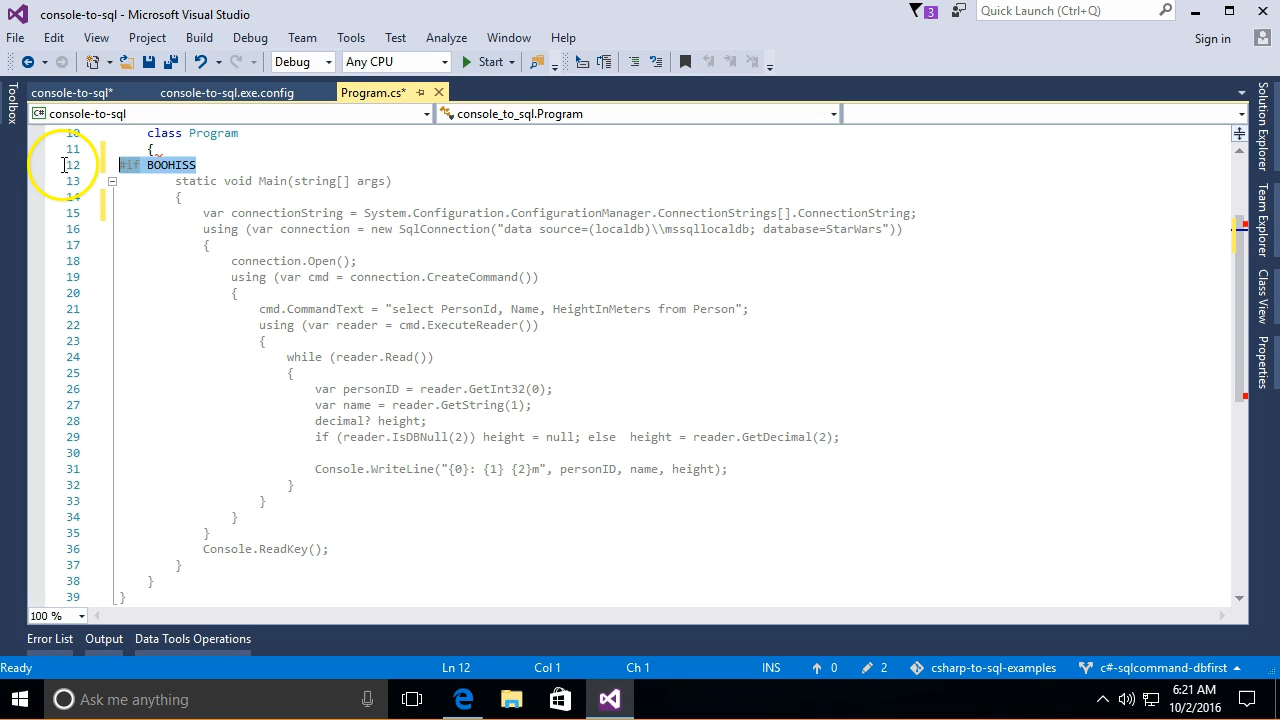 console-to-sql - Microsoft Visual Studio
3
Quick Launch (Ctrl+Q)
File Edit View Project Build Debug Team Tools Test Analyze Window Help
Sign in
Debug Any CPU Start
console-to-sql* console-to-sql.exe.config Program.cs*
C# console-to-sql console_to_sql.Program
Toolbox
Solution Explorer
Team Explorer
Class View
Properties
10 class Program
11 {
12 #if BOOHISS
13 static void Main(string[] args)
14 {
15 var connectionString = System.Configuration.ConfigurationManager.ConnectionStrings[].ConnectionString;
16 using (var connection = new SqlConnection("data source=(localdb)\\mssqllocaldb; database=StarWars"))
17 {
18 connection.Open();
19 using (var cmd = connection.CreateCommand())
20 {
21 cmd.CommandText = "select PersonId, Name, HeightInMeters from Person";
22 using (var reader = cmd.ExecuteReader())
23 {
24 while (reader.Read())
25 {
26 var personID = reader.GetInt32(0);
27 var name = reader.GetString(1);
28 decimal? height;
29 if (reader.IsDBNull(2)) height = null; else  height = reader.GetDecimal(2);
30
31 Console.WriteLine("{0}: {1} {2}m", personID, name, height);
32 }
33 }
34 }
35 }
36 Console.ReadKey();
37 }
38 }
39 }
100 %
Error List Output Data Tools Operations
Ready Ln 12 Col 1 Ch 1 INS 0 2 csharp-to-sql-examples c#-sqlcommand-dbfirst
Ask me anything
6:21 AM
10/2/2016